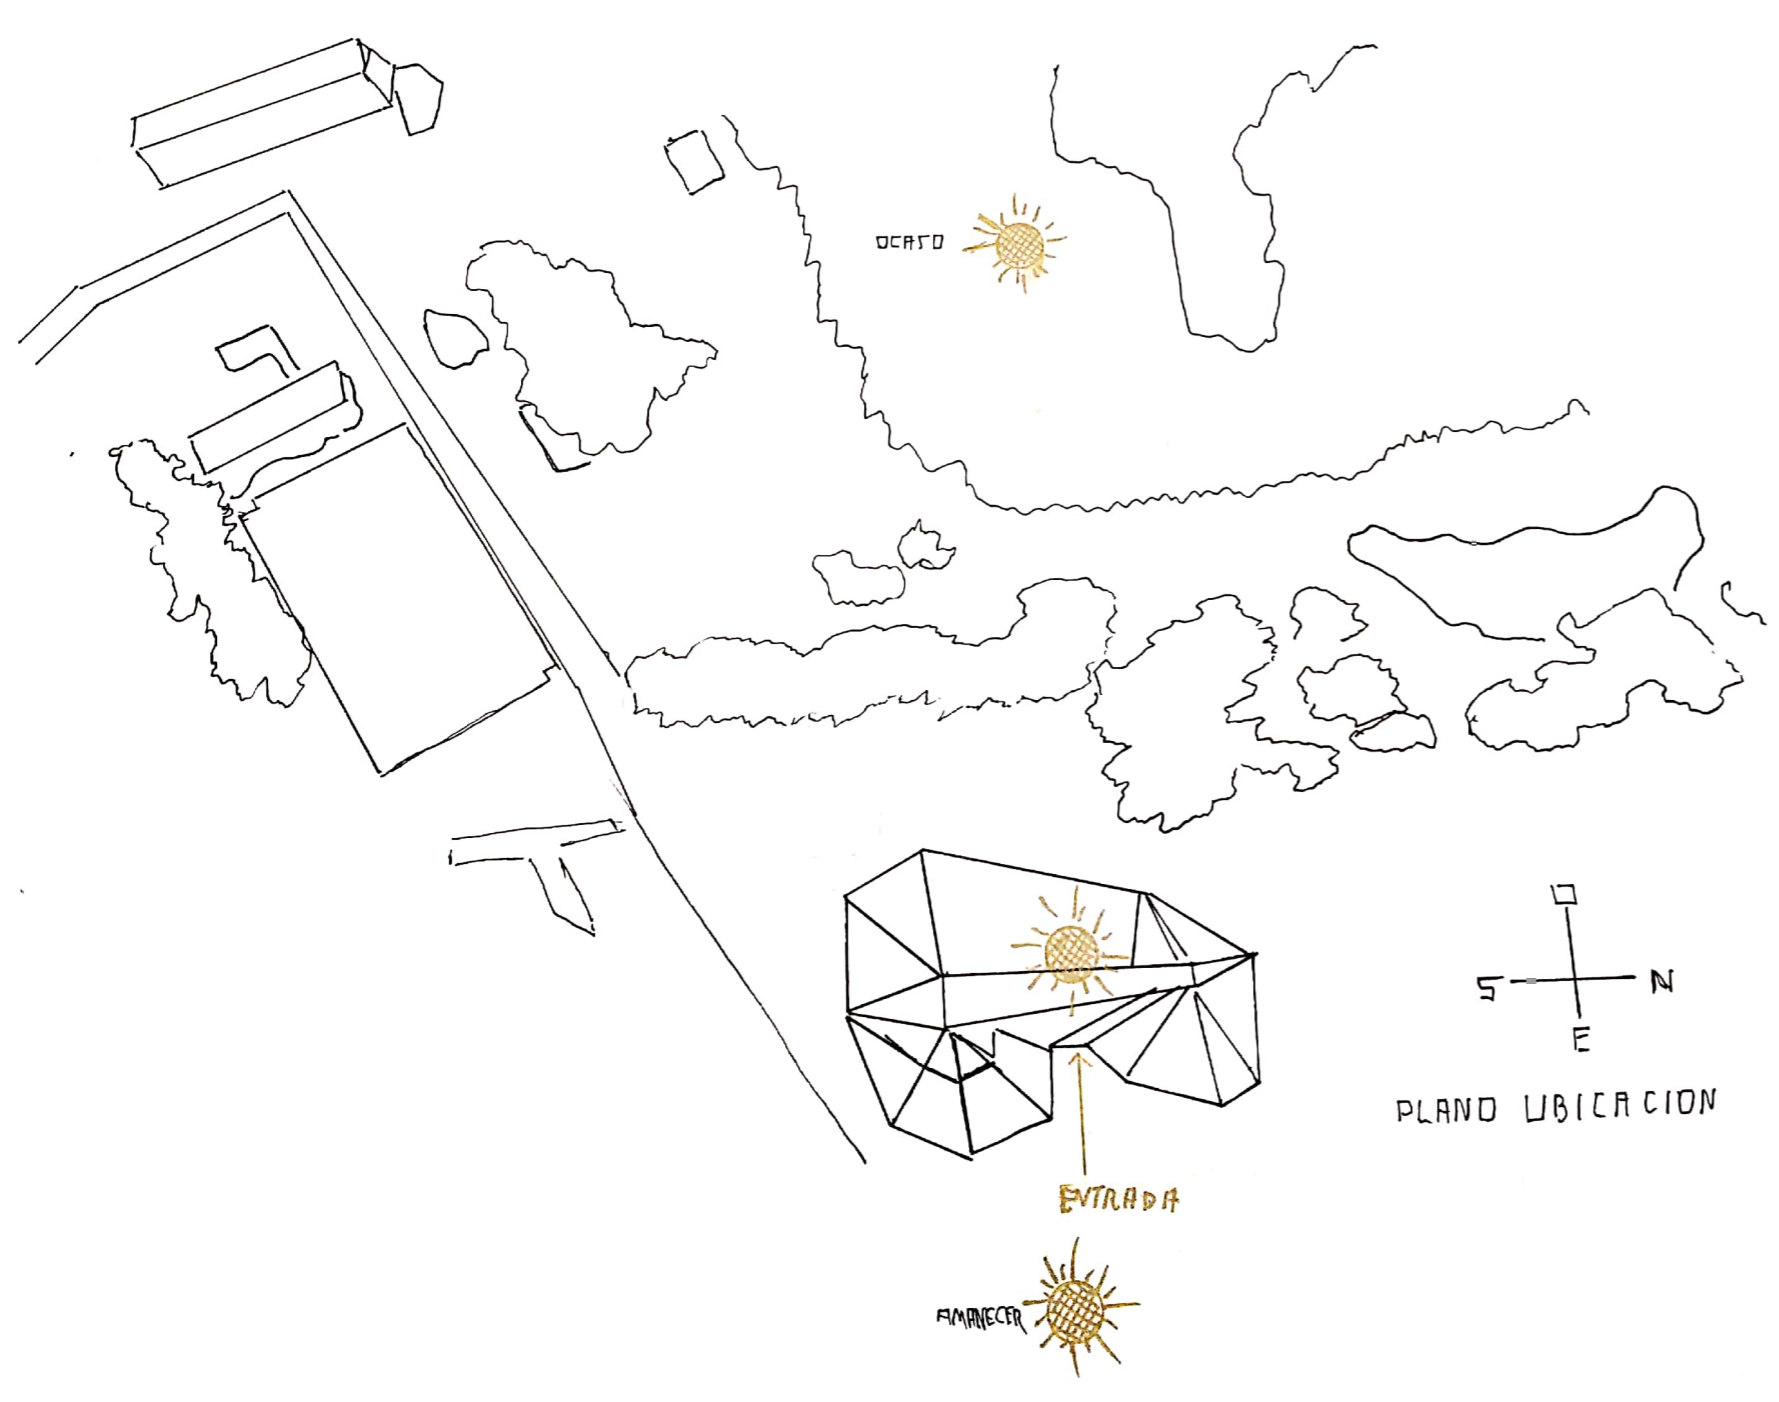 OCASO
O
S N
E
PLANO UBICACION
ENTRADA
AMANECER